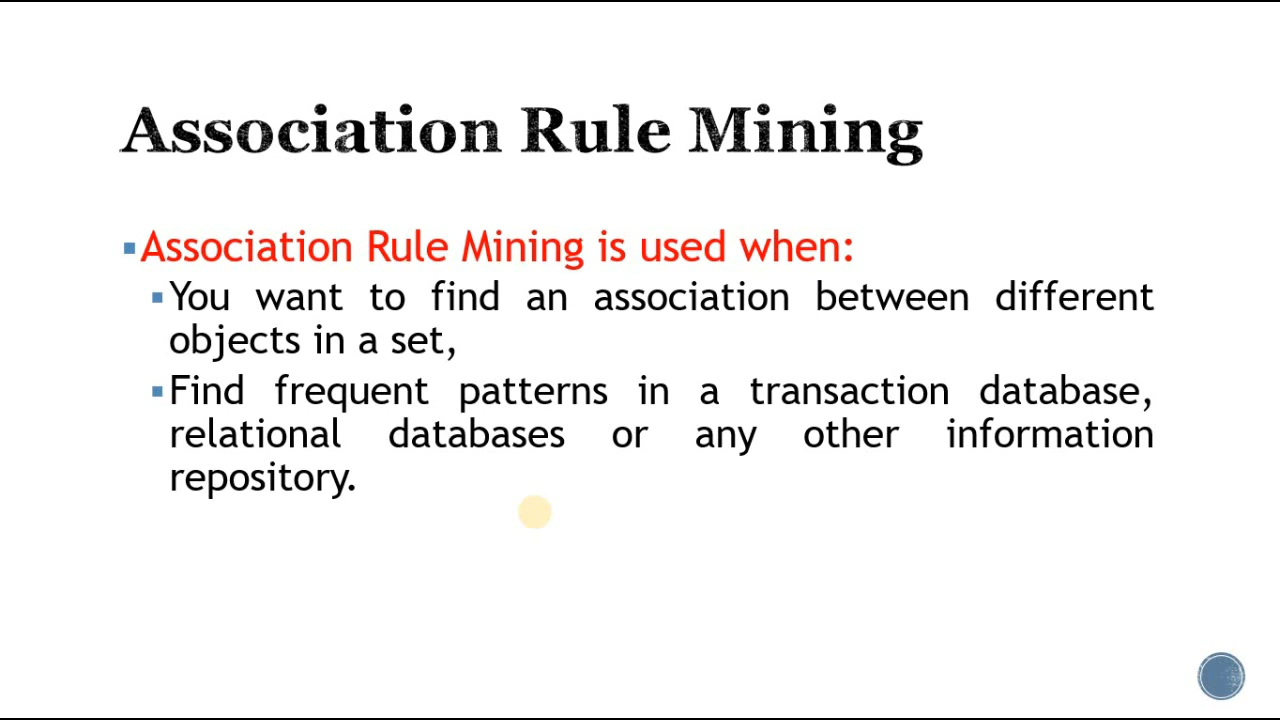 Association Rule Mining
▪Association Rule Mining is used when:
▪You want to find an association between different
objects in a set,
▪Find frequent patterns in a transaction database,
relational databases or any other information
repository.